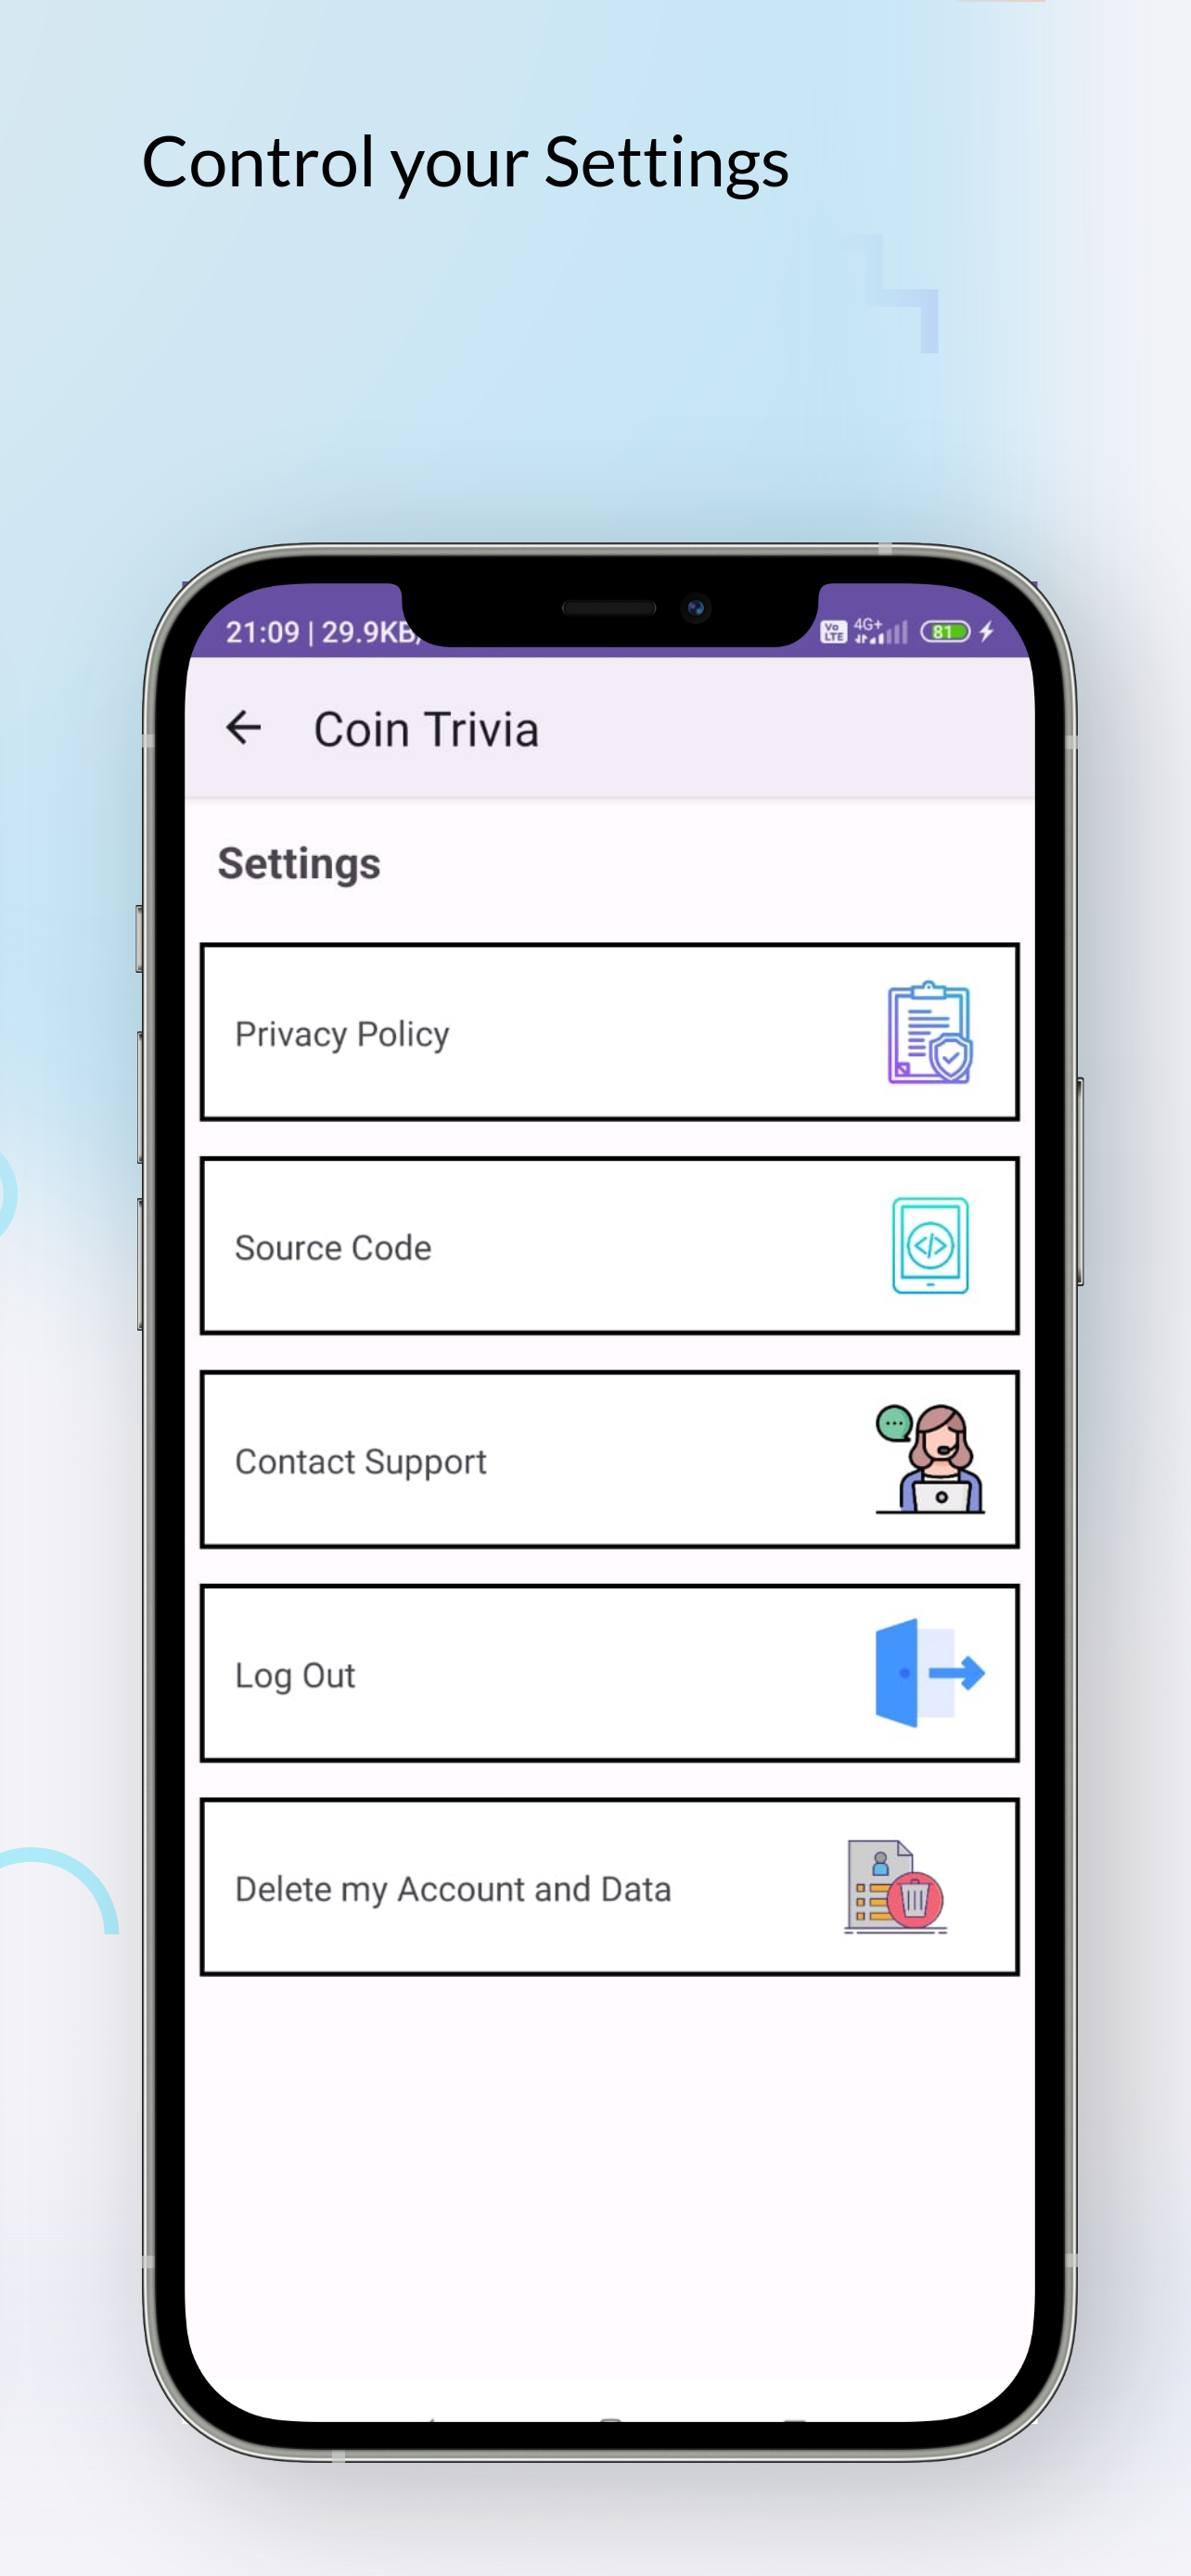 Control your Settings
21:09 | 29.9KB/
Vo LTE 4G+ 81
Coin Trivia
Settings
Privacy Policy
Source Code
</>
Contact Support
Log Out
Delete my Account and Data